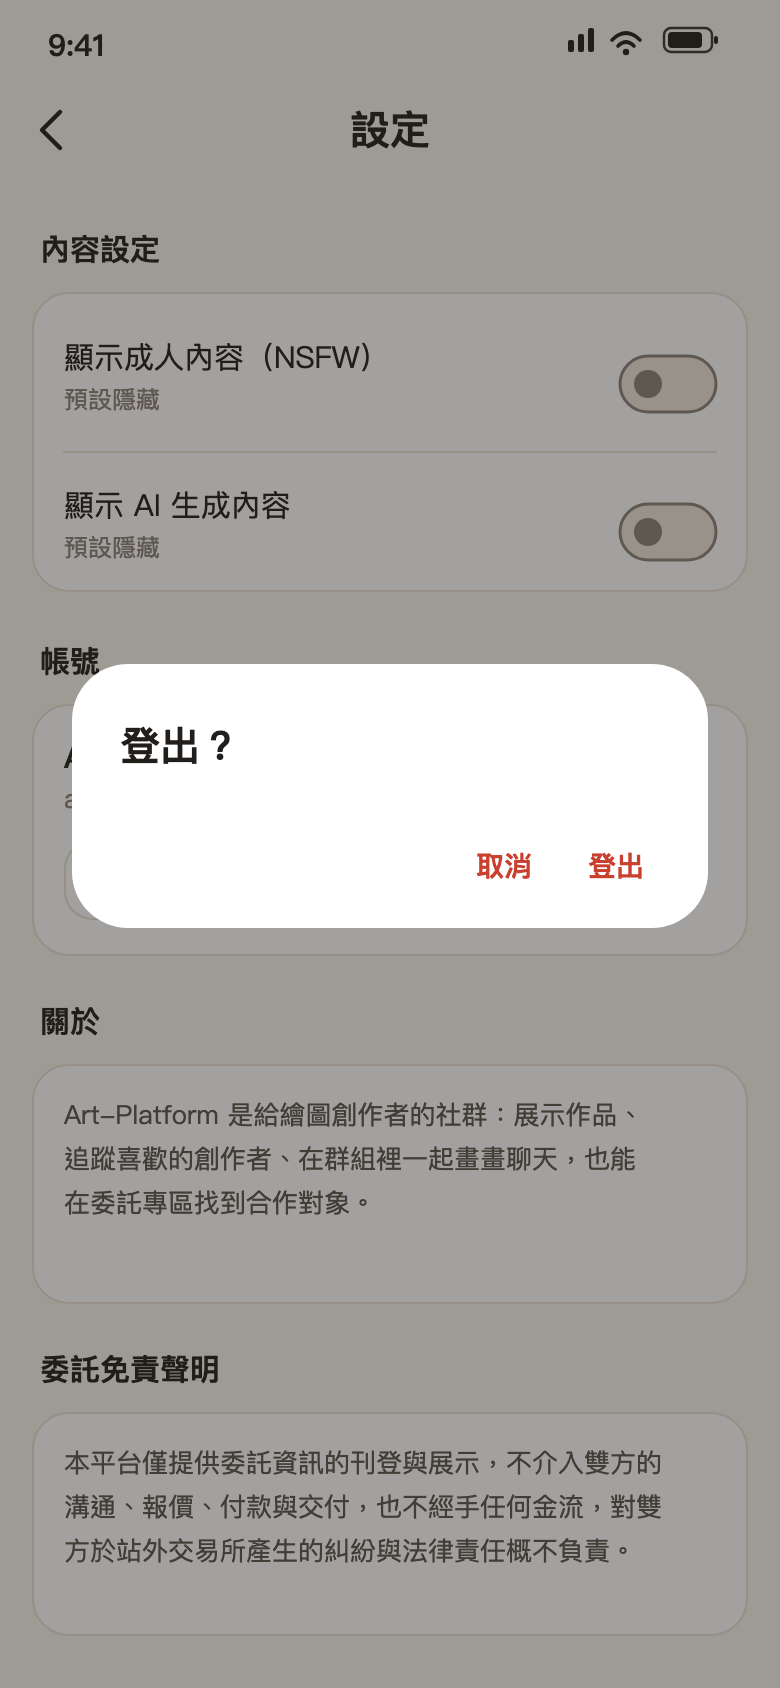 9:41
設定
內容設定
顯示成人內容（NSFW）
預設隱藏
顯示 AI 生成內容
預設隱藏
帳號
登出？
取消
登出
關於
Art-Platform 是給繪圖創作者的社群：展示作品、
追蹤喜歡的創作者、在群組裡一起畫畫聊天，也能
在委託專區找到合作對象。
委託免責聲明
本平台僅提供委託資訊的刊登與展示，不介入雙方的
溝通、報價、付款與交付，也不經手任何金流，對雙
方於站外交易所產生的糾紛與法律責任概不負責。